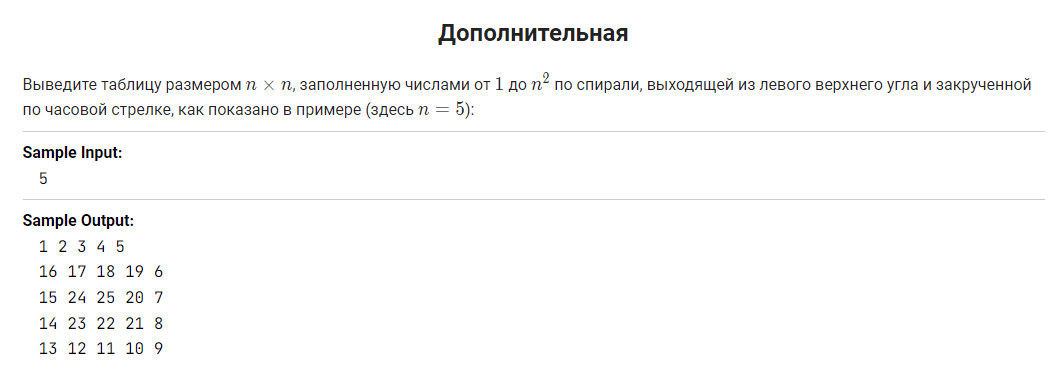 Дополнительная
Выведите таблицу размером n × n, заполненную числами от 1 до n² по спирали, выходящей из левого верхнего угла и закрученной
по часовой стрелке, как показано в примере (здесь n = 5):
Sample Input:
5
Sample Output:
1 2 3 4 5
16 17 18 19 6
15 24 25 20 7
14 23 22 21 8
13 12 11 10 9